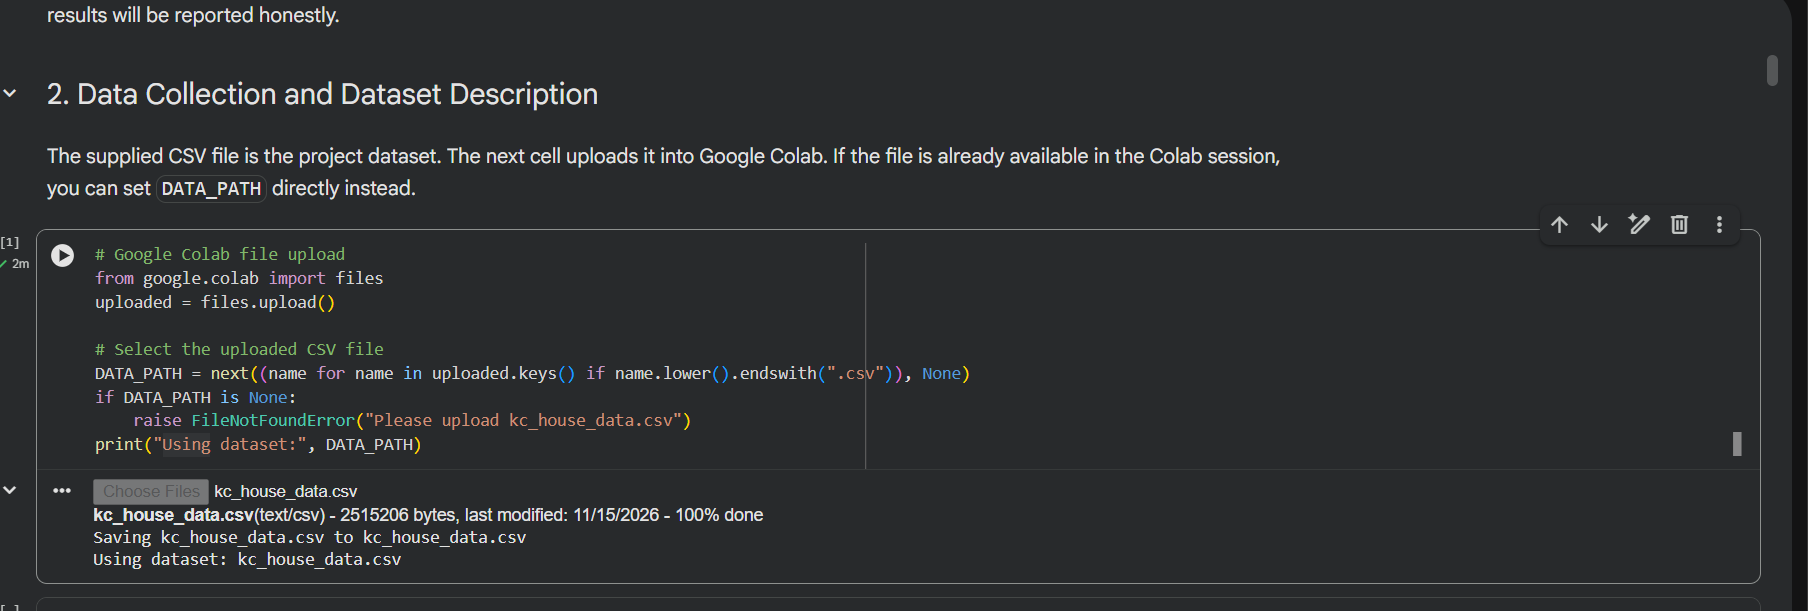 results will be reported honestly.
2. Data Collection and Dataset Description
The supplied CSV file is the project dataset. The next cell uploads it into Google Colab. If the file is already available in the Colab session,
you can set DATA_PATH directly instead.
[1]
2m
# Google Colab file upload
from google.colab import files
uploaded = files.upload()
# Select the uploaded CSV file
DATA_PATH = next((name for name in uploaded.keys() if name.lower().endswith(".csv")), None)
if DATA_PATH is None:
    raise FileNotFoundError("Please upload kc_house_data.csv")
print("Using dataset:", DATA_PATH)
Choose Files kc_house_data.csv
kc_house_data.csv(text/csv) - 2515206 bytes, last modified: 11/15/2026 - 100% done
Saving kc_house_data.csv to kc_house_data.csv
Using dataset: kc_house_data.csv
[ ]